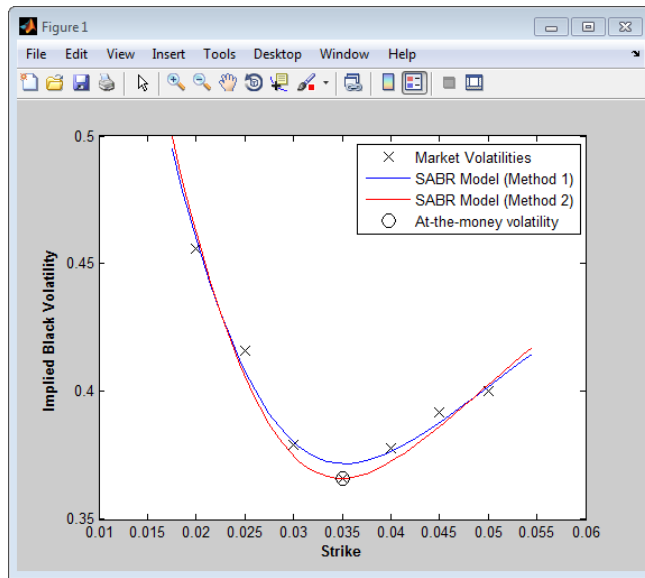 Figure 1
File Edit View Insert Tools Desktop Window Help
0.5
0.45
0.4
0.35
Implied Black Volatility
Market Volatilities
SABR Model (Method 1)
SABR Model (Method 2)
At-the-money volatility
0.01 0.015 0.02 0.025 0.03 0.035 0.04 0.045 0.05 0.055 0.06
Strike